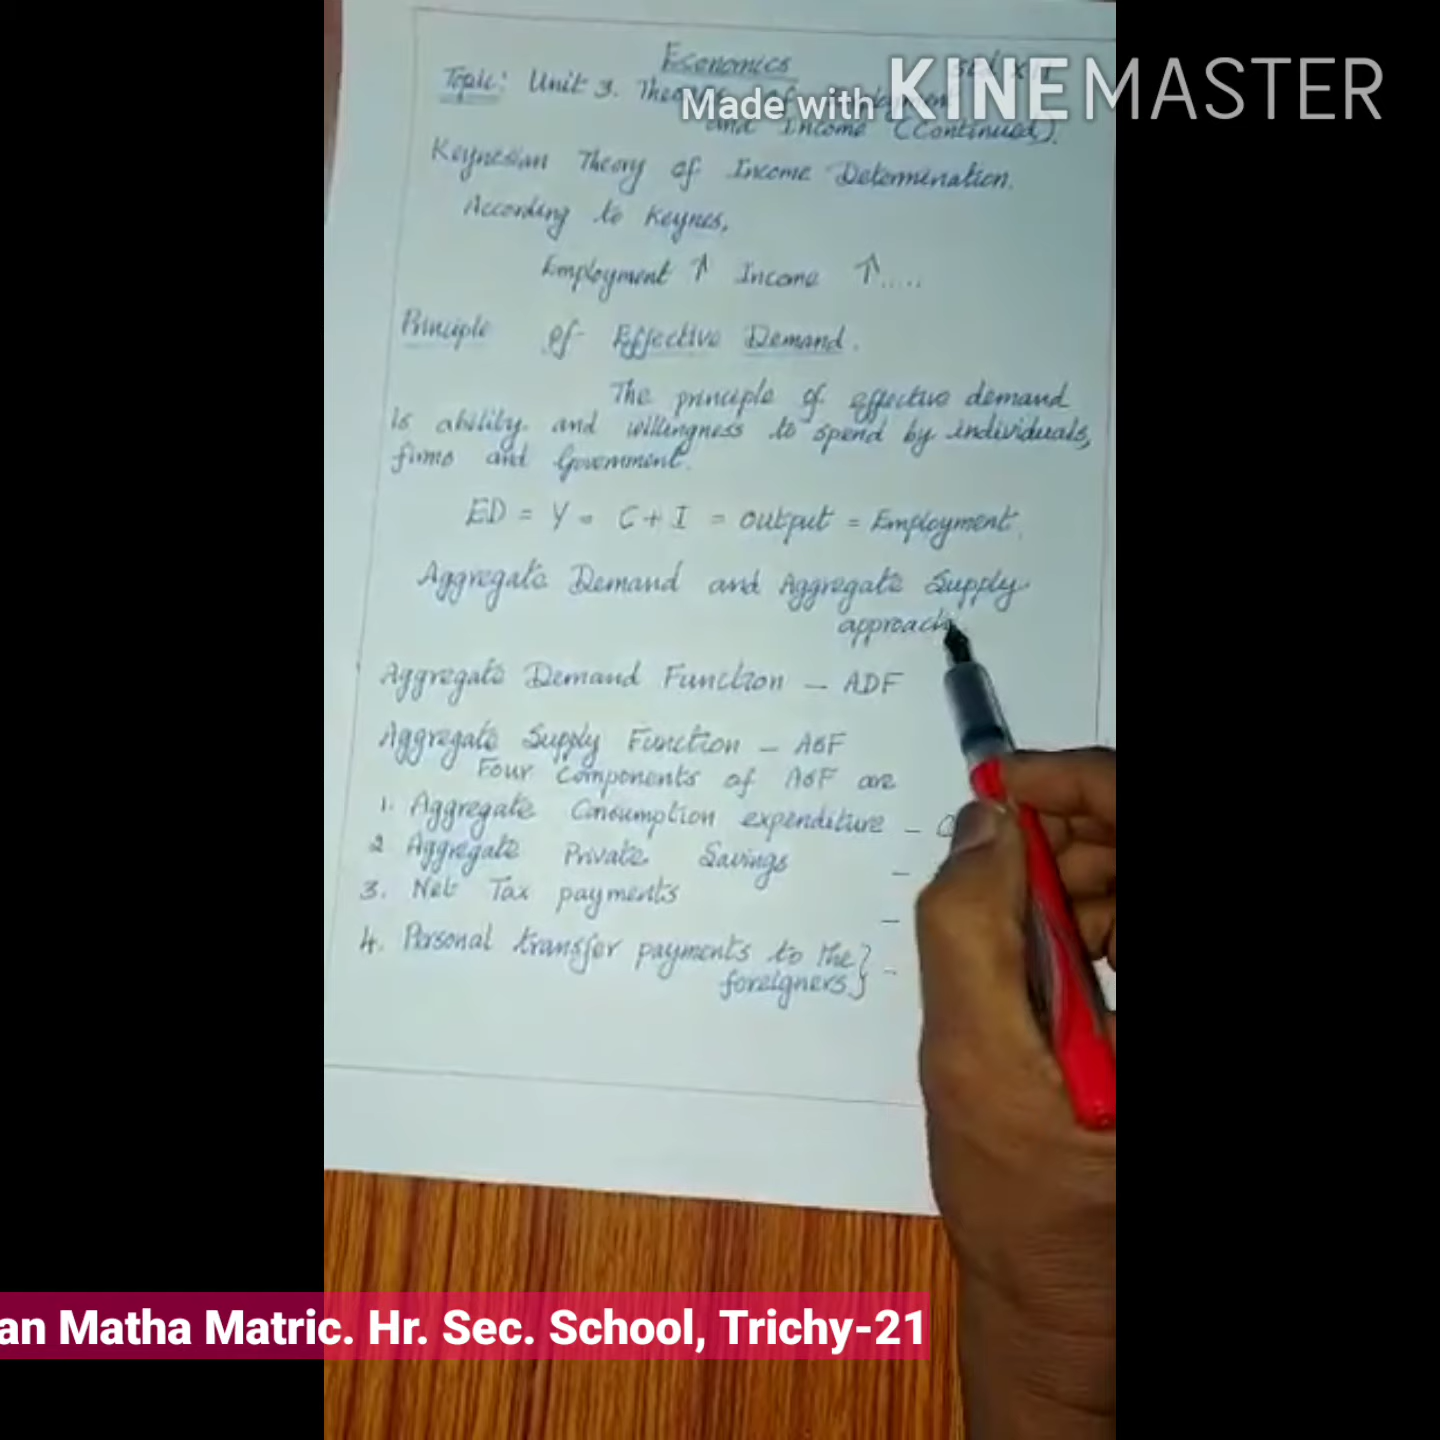 Economics
Topic: Unit 3. and Income (Continued).
Made with KINEMASTER
Keynesian Theory of Income Determination.
According to Keynes,
Employment ↑ Income ↑.....
Principle of Effective Demand.
The principle of effective demand
is ability and willingness to spend by individuals,
firms and Government.
ED = Y = C + I = output = Employment.
Aggregate Demand and Aggregate Supply
approach
Aggregate Demand Function — ADF
Aggregate Supply Function — ASF
Four Components of ASF are
1. Aggregate Consumption expenditure —
2 Aggregate Private Savings —
3. Net Tax payments —
4. Personal transfer payments to the } —
foreigners
an Matha Matric. Hr. Sec. School, Trichy-21